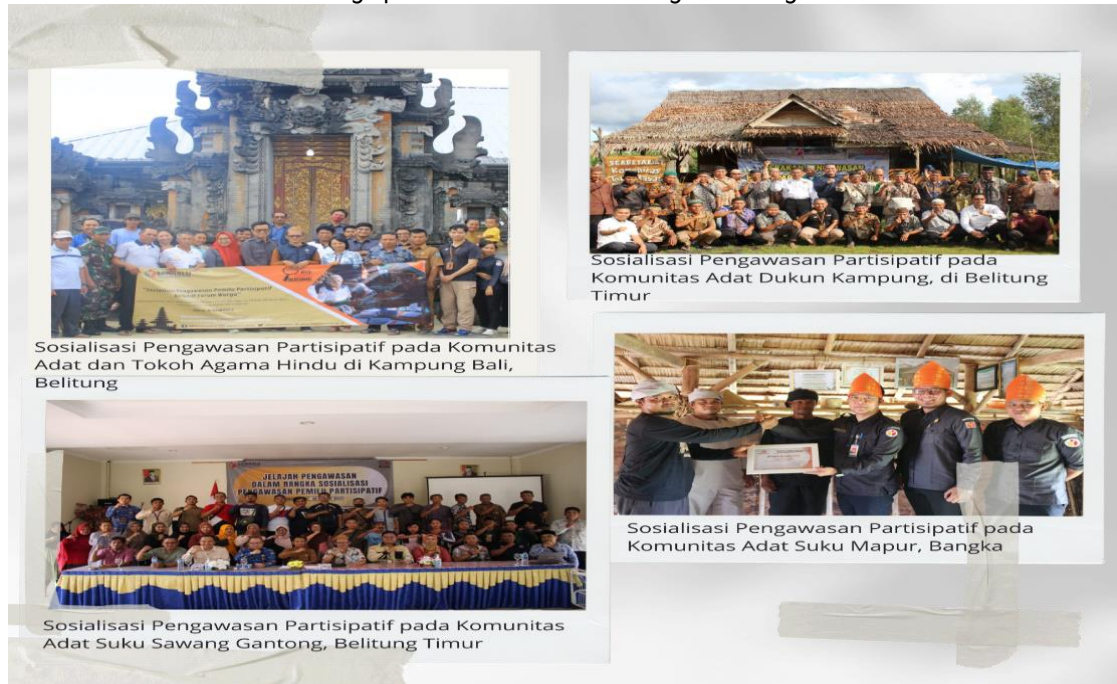 Sosialisasi Pengawasan Partisipatif pada Komunitas
Adat dan Tokoh Agama Hindu di Kampung Bali,
Belitung
Sosialisasi Pengawasan Partisipatif pada
Komunitas Adat Dukun Kampung, di Belitung
Timur
JELAJAH PENGAWASAN
DALAM RANGKA SOSIALISASI
PENGAWASAN PEMILU PARTISIPATIF
Sosialisasi Pengawasan Partisipatif pada Komunitas
Adat Suku Sawang Gantong, Belitung Timur
Sosialisasi Pengawasan Partisipatif pada
Komunitas Adat Suku Mapur, Bangka